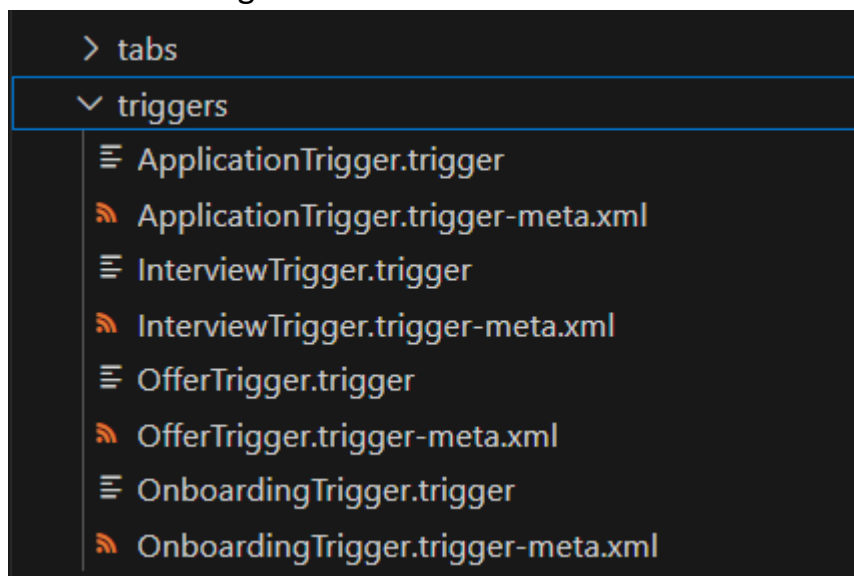 tabs
triggers
ApplicationTrigger.trigger
ApplicationTrigger.trigger-meta.xml
InterviewTrigger.trigger
InterviewTrigger.trigger-meta.xml
OfferTrigger.trigger
OfferTrigger.trigger-meta.xml
OnboardingTrigger.trigger
OnboardingTrigger.trigger-meta.xml